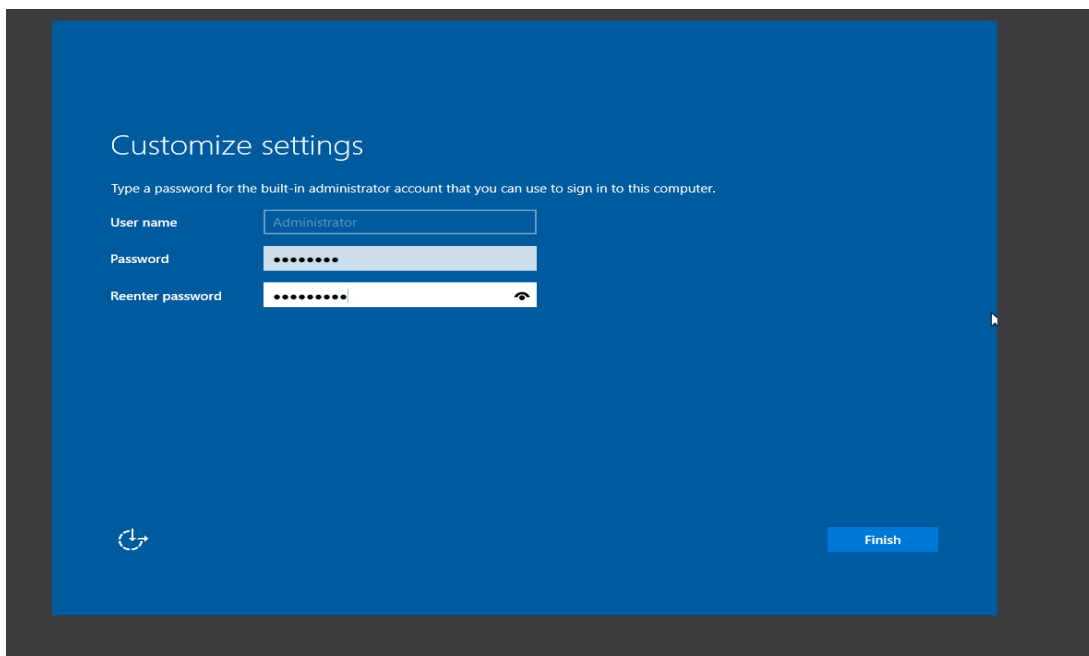 Customize settings
Type a password for the built-in administrator account that you can use to sign in to this computer.
User name Administrator
Password ••••••••
Reenter password •••••••••
Finish